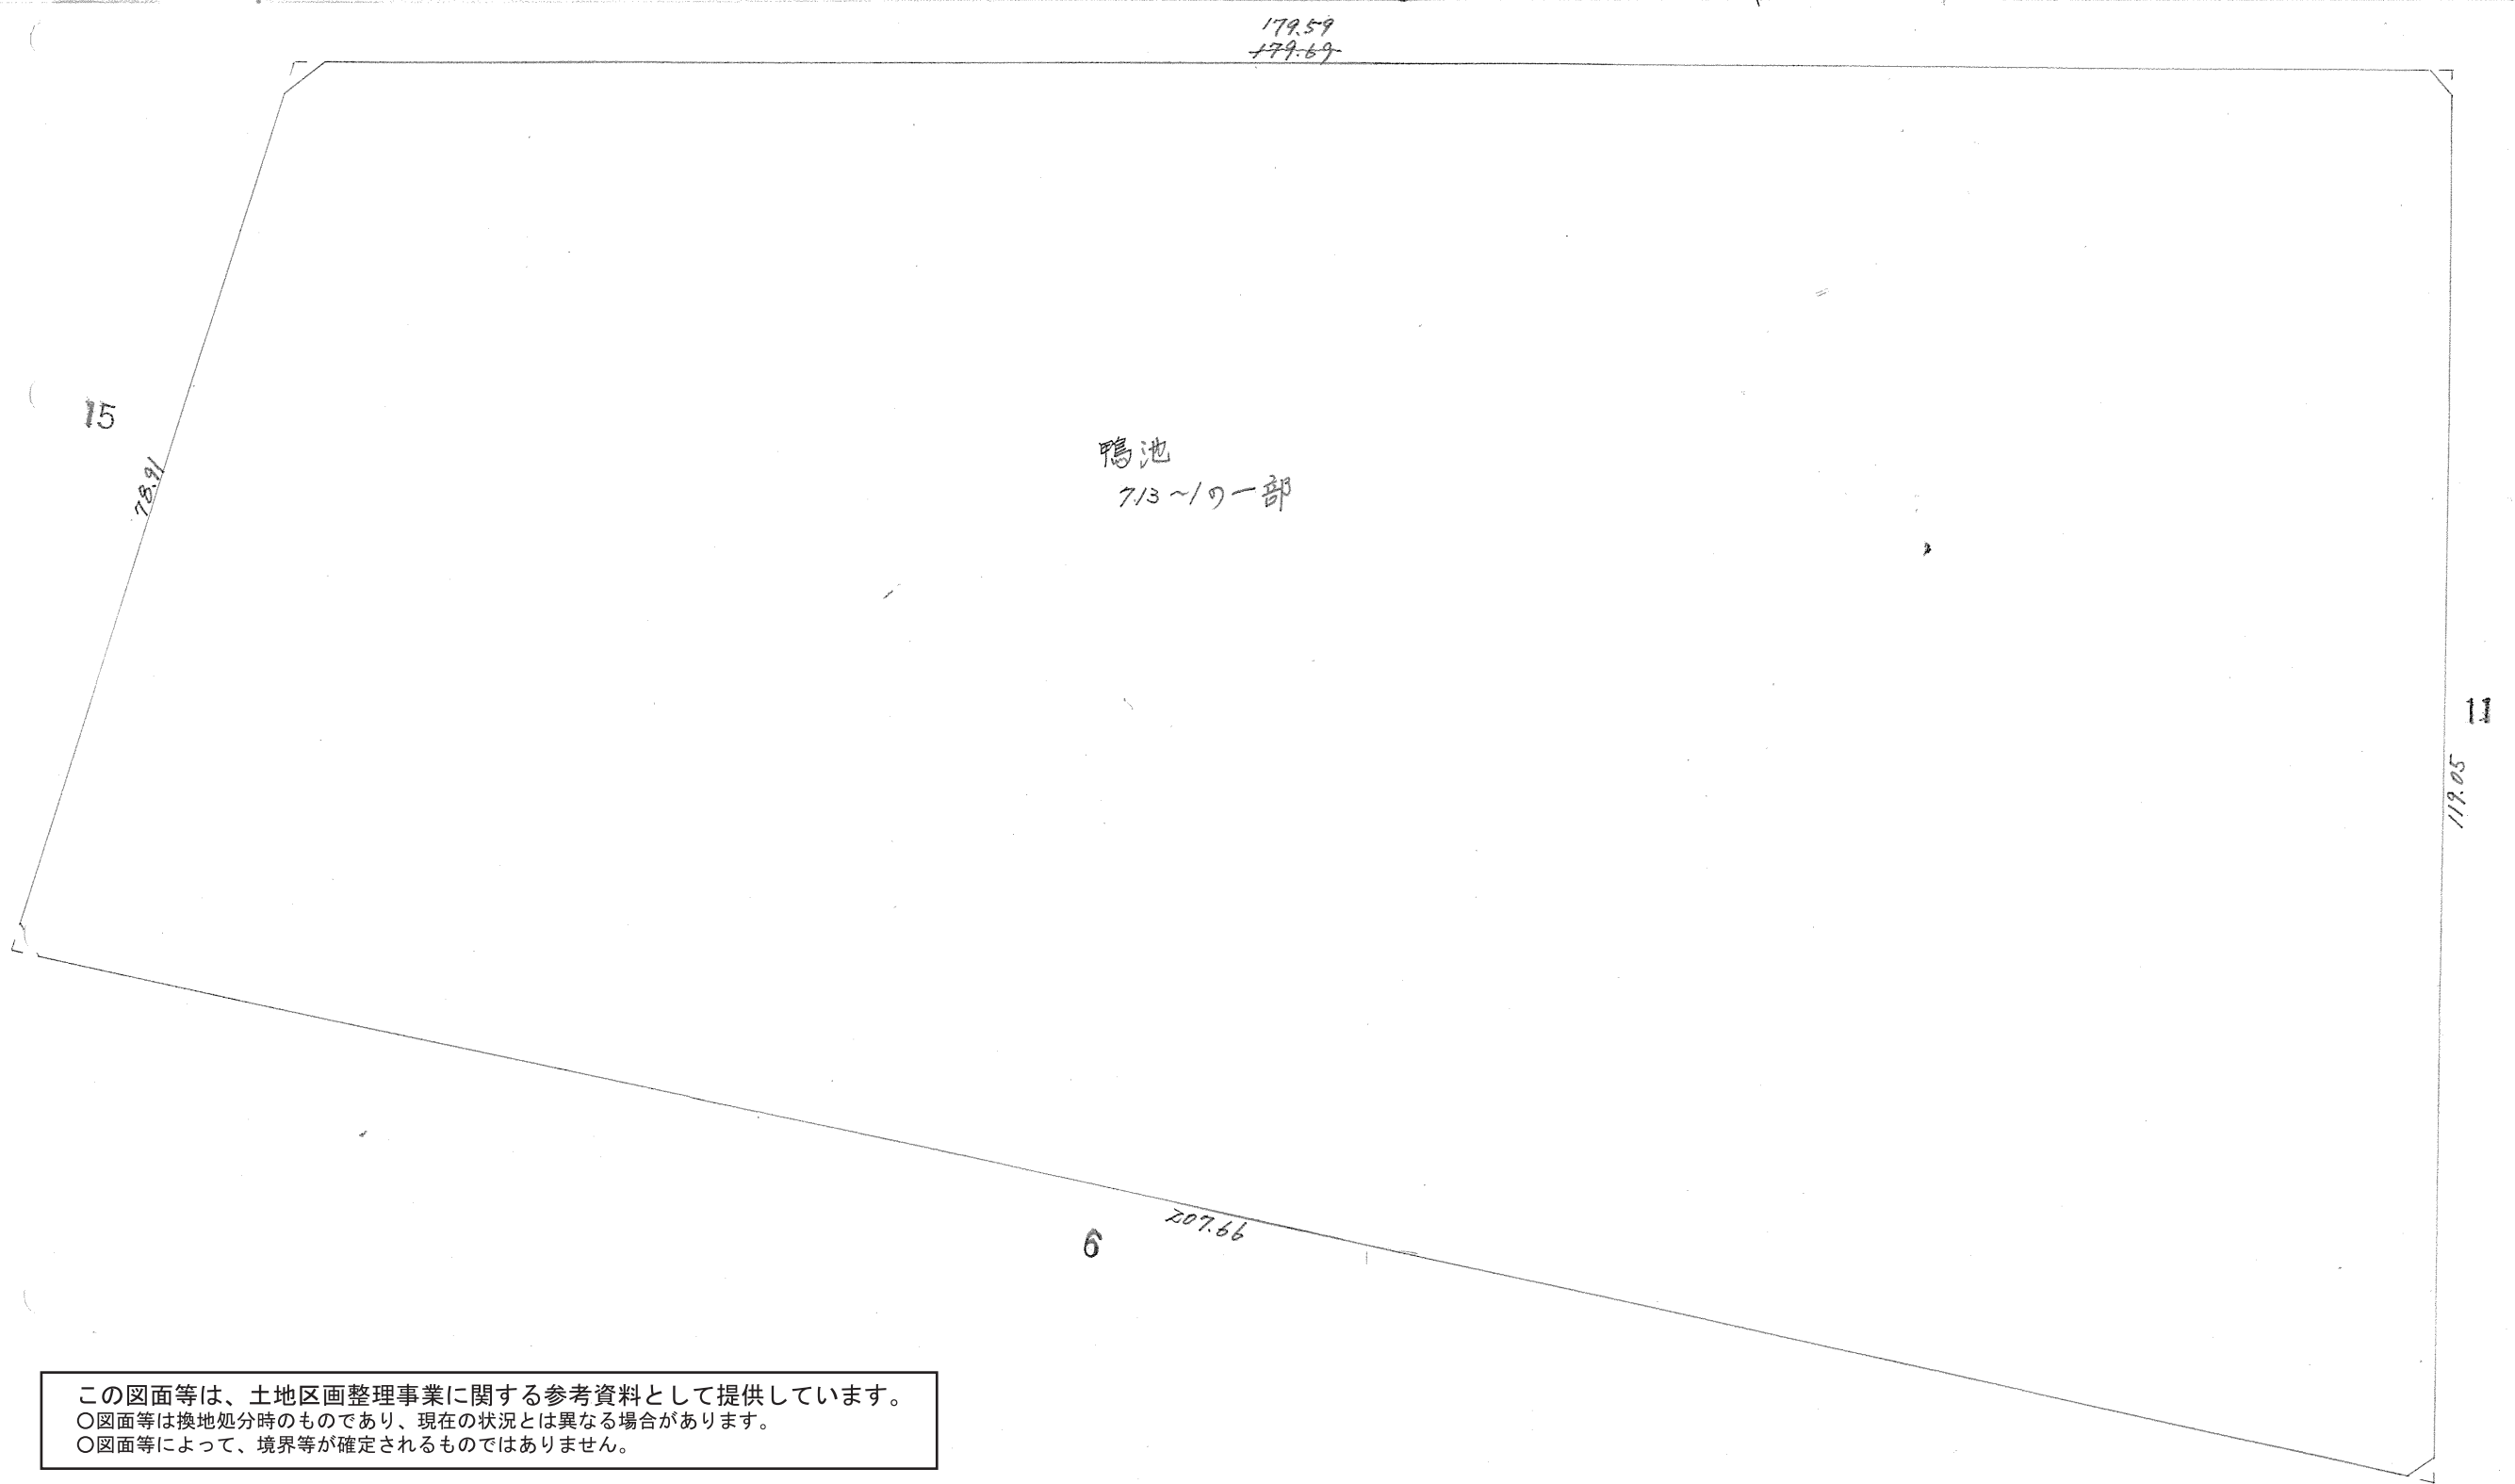 179.59
179.69
15
78.91
鴨池
713~1の一部
11
119.05
207.66
6
この図面等は、土地区画整理事業に関する参考資料として提供しています。
○図面等は換地処分時のものであり、現在の状況とは異なる場合があります。
○図面等によって、境界等が確定されるものではありません。